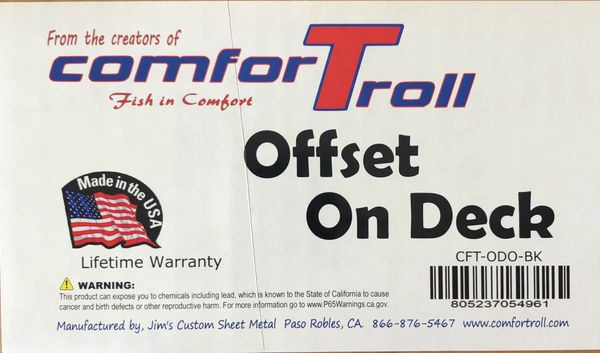 From the creators of
comforTroll
Fish in Comfort
Offset
On Deck
Made in the USA
Lifetime Warranty
CFT-ODO-BK
805237054961
WARNING:
This product can expose you to chemicals including lead, which is known to the State of California to cause
cancer and birth defects or other reproductive harm. For more information go to www.P65Warnings.ca.gov.
Manufactured by, Jim's Custom Sheet Metal Paso Robles, CA. 866-876-5467 www.comfortroll.com